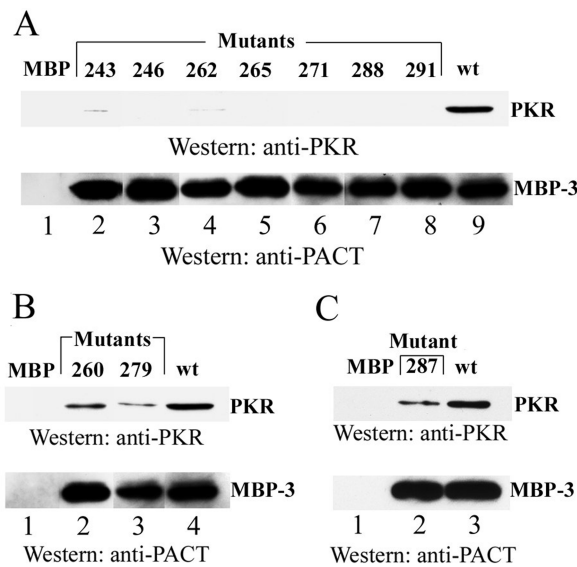 A
Mutants
MBP 243 246 262 265 271 288 291 wt
PKR
Western: anti-PKR
MBP-3
1 2 3 4 5 6 7 8 9
Western: anti-PACT
B
Mutants
MBP 260 279 wt
PKR
Western: anti-PKR
MBP-3
1 2 3 4
Western: anti-PACT
C
Mutant
MBP 287 wt
PKR
Western: anti-PKR
MBP-3
1 2 3
Western: anti-PACT